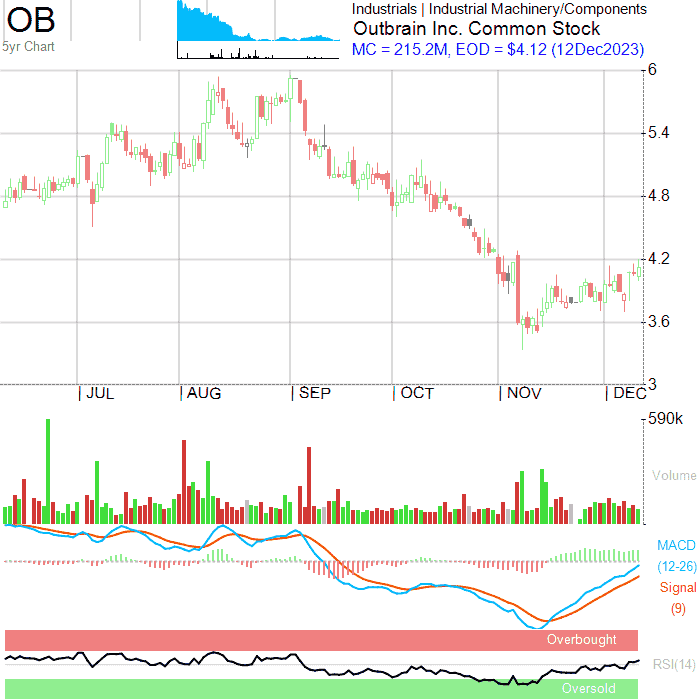 OB
5yr Chart
Industrials | Industrial Machinery/Components
Outbrain Inc. Common Stock
MC = 215.2M, EOD = $4.12 (12Dec2023)
6
5.4
4.8
4.2
3.6
3
JUL
AUG
SEP
OCT
NOV
DEC
590k
Volume
MACD
(12-26)
Signal
(9)
Overbought
RSI(14)
Oversold